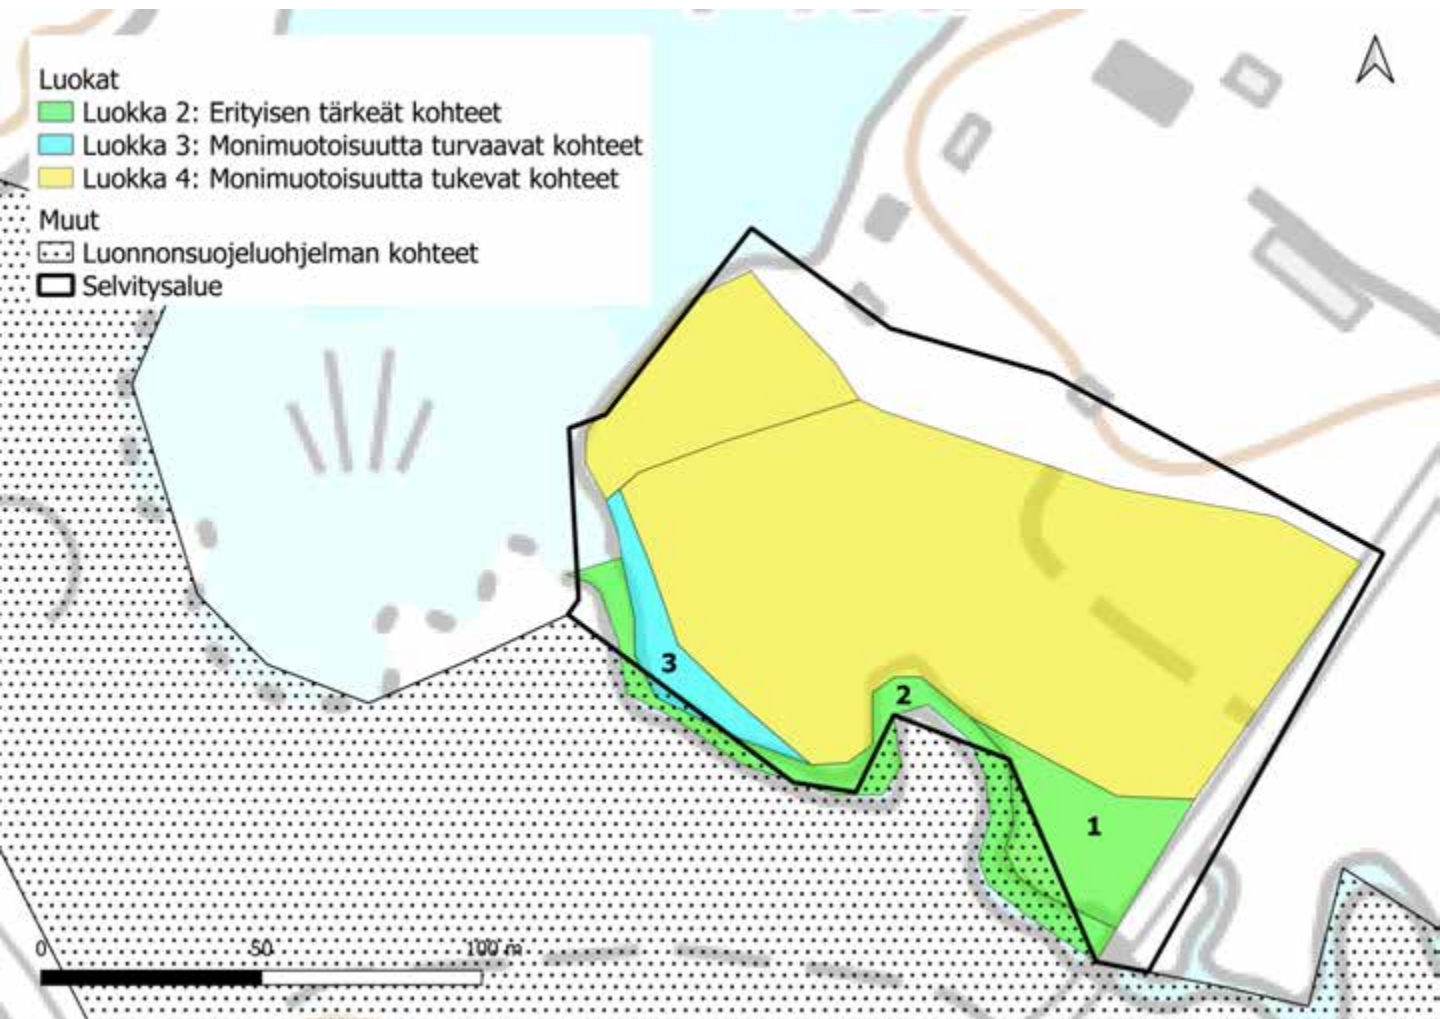 Luokat
Luokka 2: Erityisen tärkeät kohteet
Luokka 3: Monimuotoisuutta turvaavat kohteet
Luokka 4: Monimuotoisuutta tukevat kohteet
Muut
Luonnonsuojeluohjelman kohteet
Selvitysalue
3
2
1
0 50 100 m